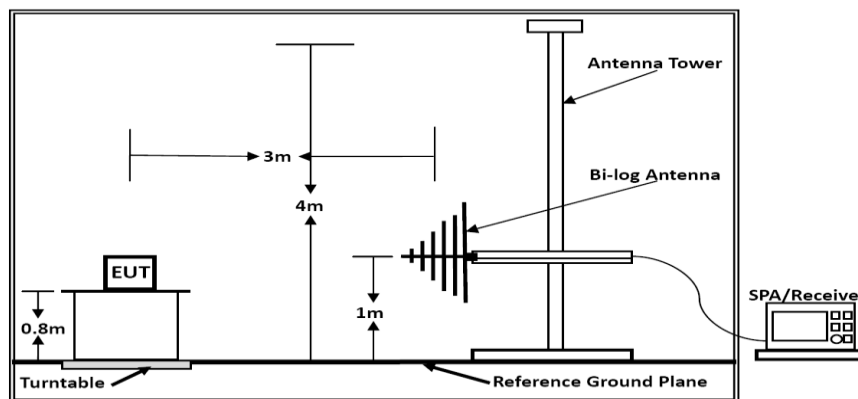 Antenna Tower
3m
Bi-log Antenna
4m
EUT
SPA/Receive
0.8m
1m
Turntable
Reference Ground Plane